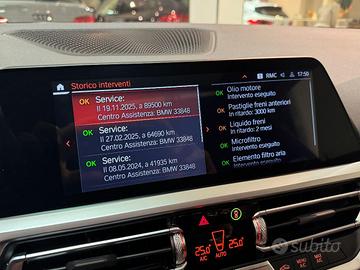 RMC
17:50
Storico interventi
OK Service:
Il 19.11.2025, a 89500 km
Centro Assistenza: BMW 33848
OK Service:
Il 27.02.2025, a 64690 km
Centro Assistenza: BMW 33848
OK Service:
Il 08.05.2024, a 41935 km
Centro Assistenza: BMW 33848
OK Olio motore
Intervento eseguito
OK Pastiglie freni anteriori
In ritardo: 3000 km
OK Liquido freni
In ritardo: 2 mesi
OK Microfiltro
Intervento eseguito
OK Elemento filtro aria
Intervento eseguito
25.0
25.0
A/C
AUTO
MENU
A/C
subito